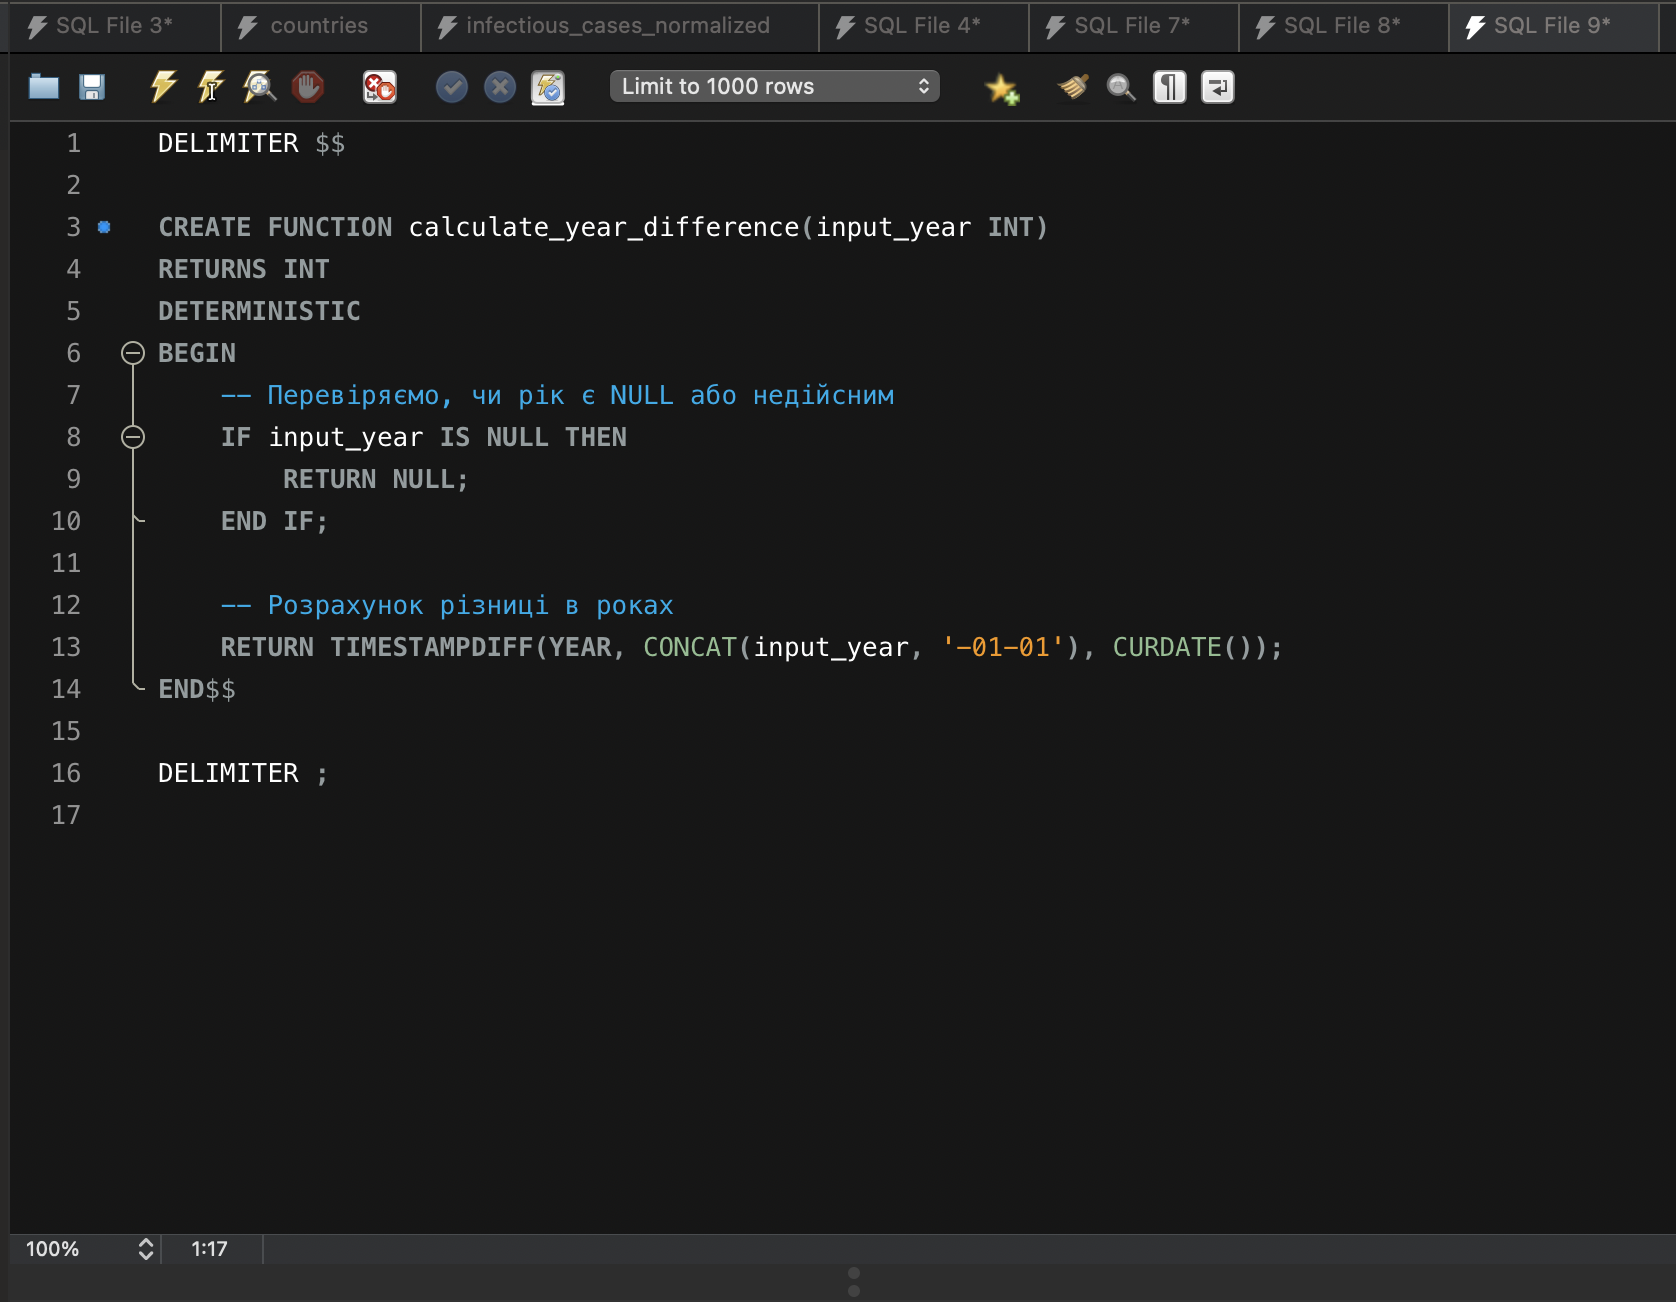 SQL File 3* countries infectious_cases_normalized SQL File 4* SQL File 7* SQL File 8* SQL File 9*
Limit to 1000 rows
1 DELIMITER $$
2
3 CREATE FUNCTION calculate_year_difference(input_year INT)
4 RETURNS INT
5 DETERMINISTIC
6 BEGIN
7 -- Перевіряємо, чи рік є NULL або недійсним
8 IF input_year IS NULL THEN
9 RETURN NULL;
10 END IF;
11
12 -- Розрахунок різниці в роках
13 RETURN TIMESTAMPDIFF(YEAR, CONCAT(input_year, '-01-01'), CURDATE());
14 END$$
15
16 DELIMITER ;
17
100% 1:17